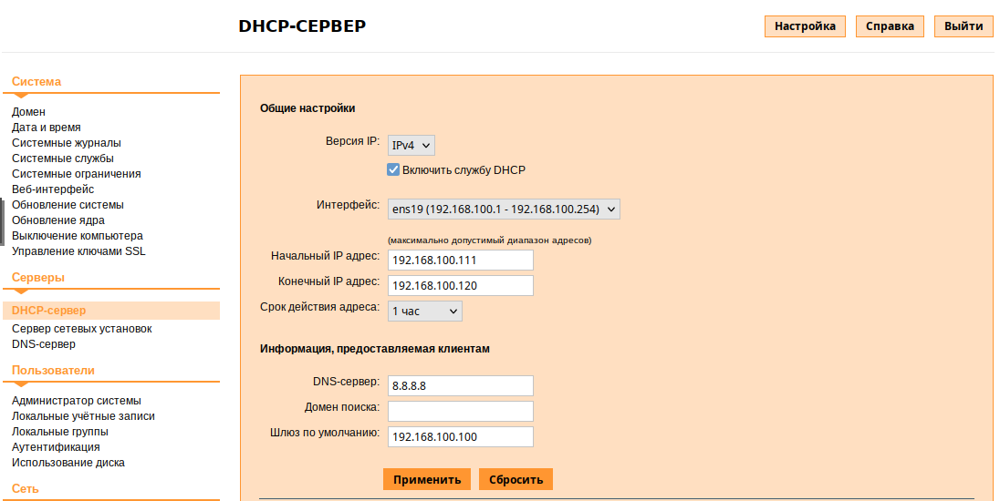 DHCP-СЕРВЕР
Настройка Справка Выйти
Система
Домен
Дата и время
Системные журналы
Системные службы
Системные ограничения
Веб-интерфейс
Обновление системы
Обновление ядра
Выключение компьютера
Управление ключами SSL
Серверы
DHCP-сервер
Сервер сетевых установок
DNS-сервер
Пользователи
Администратор системы
Локальные учётные записи
Локальные группы
Аутентификация
Использование диска
Сеть
Общие настройки
Версия IP: IPv4
Включить службу DHCP
Интерфейс: ens19 (192.168.100.1 - 192.168.100.254)
(максимально допустимый диапазон адресов)
Начальный IP адрес: 192.168.100.111
Конечный IP адрес: 192.168.100.120
Срок действия адреса: 1 час
Информация, предоставляемая клиентам
DNS-сервер: 8.8.8.8
Домен поиска:
Шлюз по умолчанию: 192.168.100.100
Применить Сбросить